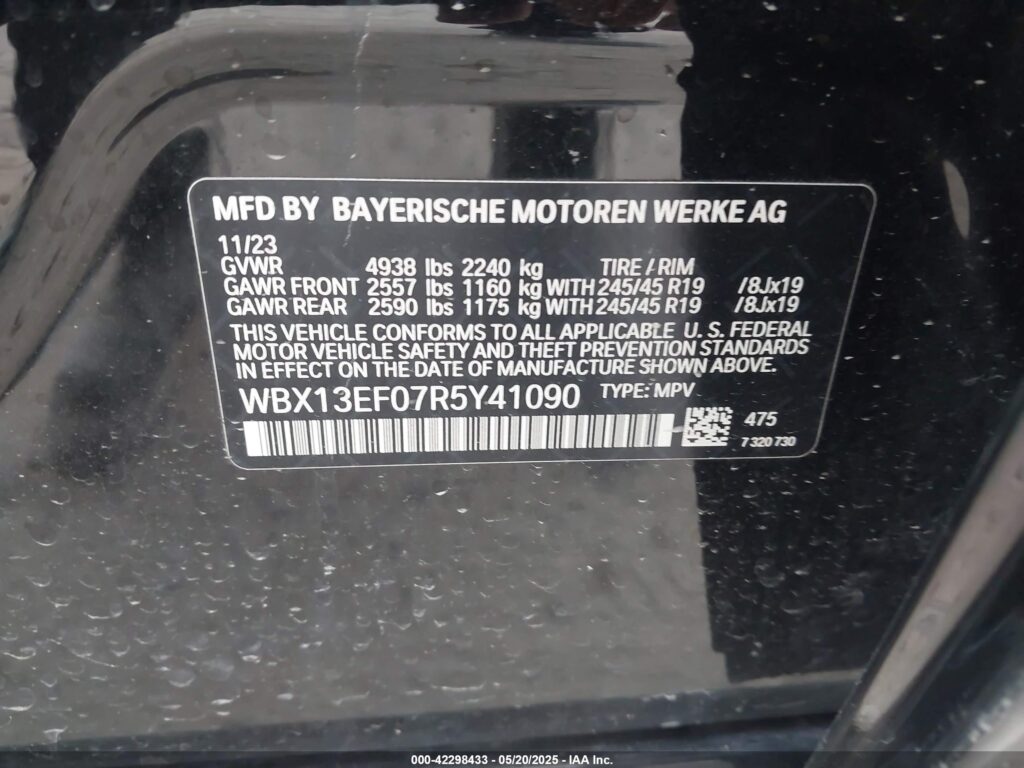 MFD BY BAYERISCHE MOTOREN WERKE AG
11/23
GVWR 4938 lbs 2240 kg TIRE / RIM
GAWR FRONT 2557 lbs 1160 kg WITH 245/45 R19 /8Jx19
GAWR REAR 2590 lbs 1175 kg WITH 245/45 R19 /8Jx19
THIS VEHICLE CONFORMS TO ALL APPLICABLE U. S. FEDERAL
MOTOR VEHICLE SAFETY AND THEFT PREVENTION STANDARDS
IN EFFECT ON THE DATE OF MANUFACTURE SHOWN ABOVE.
WBX13EF07R5Y41090 TYPE: MPV
475
7 320 730
000-42298433 - 05/20/2025 - IAA Inc.